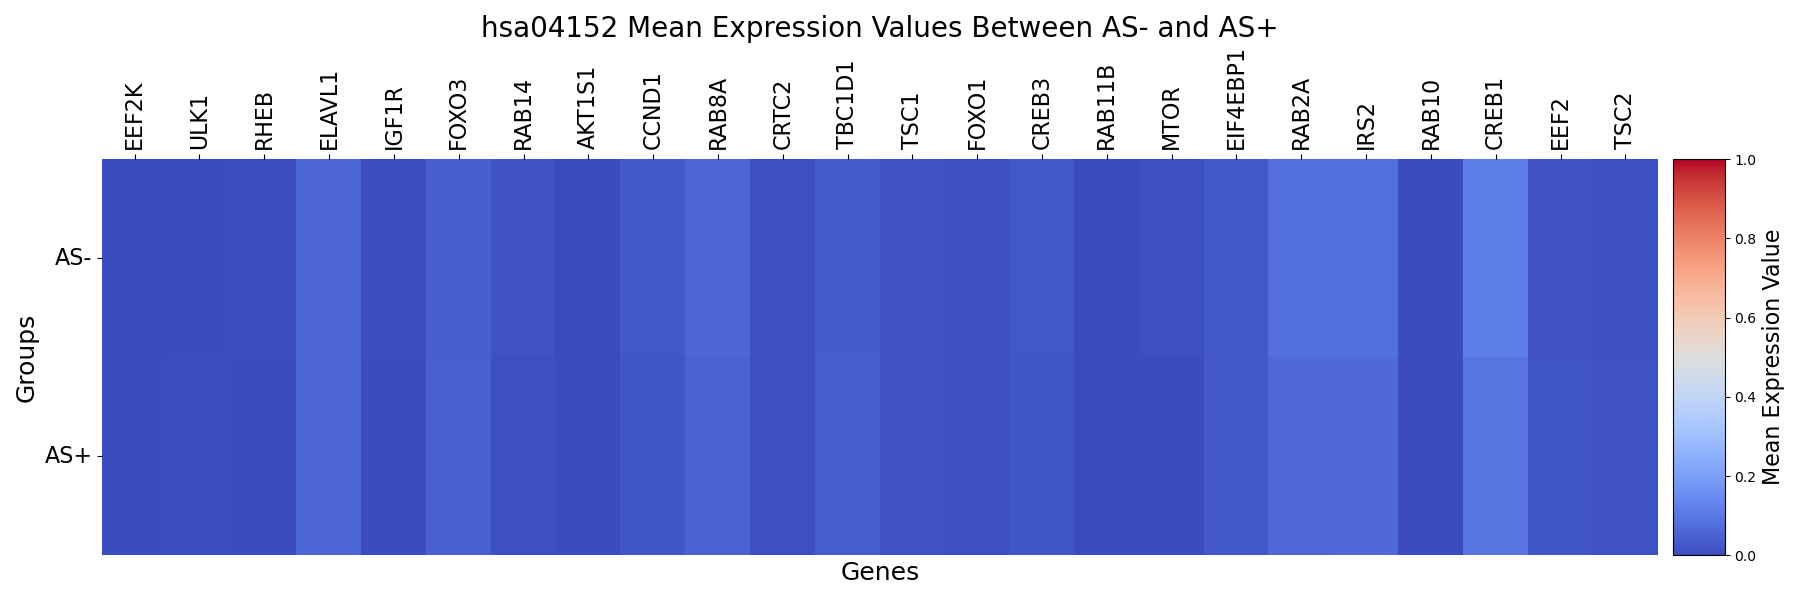 hsa04152 Mean Expression Values Between AS- and AS+
EEF2K
ULK1
RHEB
ELAVL1
IGF1R
FOXO3
RAB14
AKT1S1
CCND1
RAB8A
CRTC2
TBC1D1
TSC1
FOXO1
CREB3
RAB11B
MTOR
EIF4EBP1
RAB2A
IRS2
RAB10
CREB1
EEF2
TSC2
Groups
AS-
AS+
Genes
1.0
0.8
0.6
0.4
0.2
0.0
Mean Expression Value